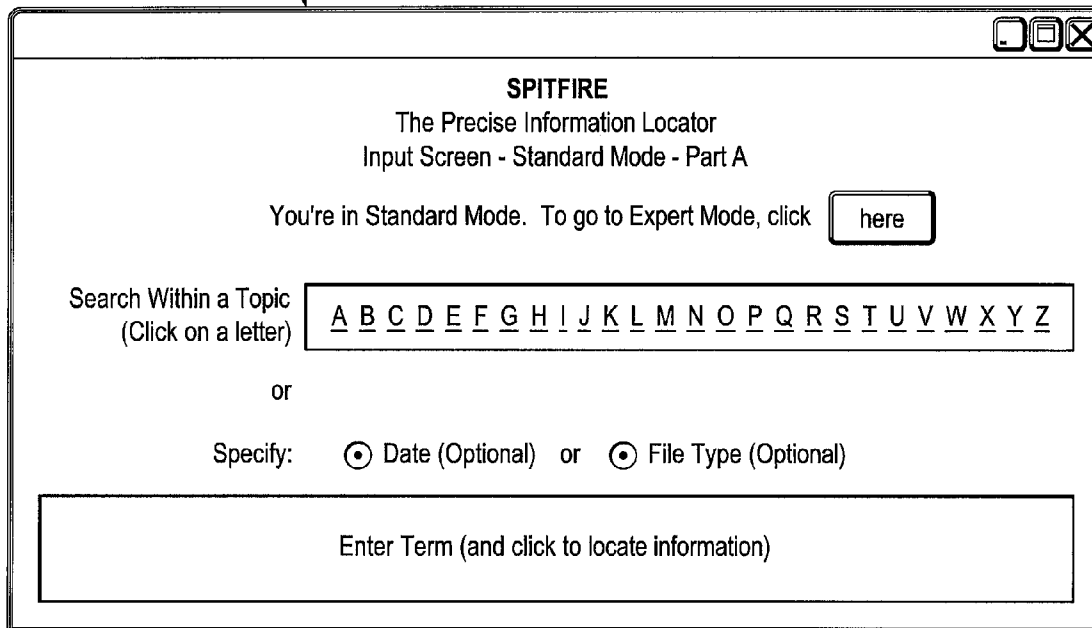 SPITFIRE
The Precise Information Locator
Input Screen - Standard Mode - Part A
You're in Standard Mode. To go to Expert Mode, click here
Search Within a Topic
(Click on a letter)
A B C D E F G H I J K L M N O P Q R S T U V W X Y Z
or
Specify: Date (Optional) or File Type (Optional)
Enter Term (and click to locate information)